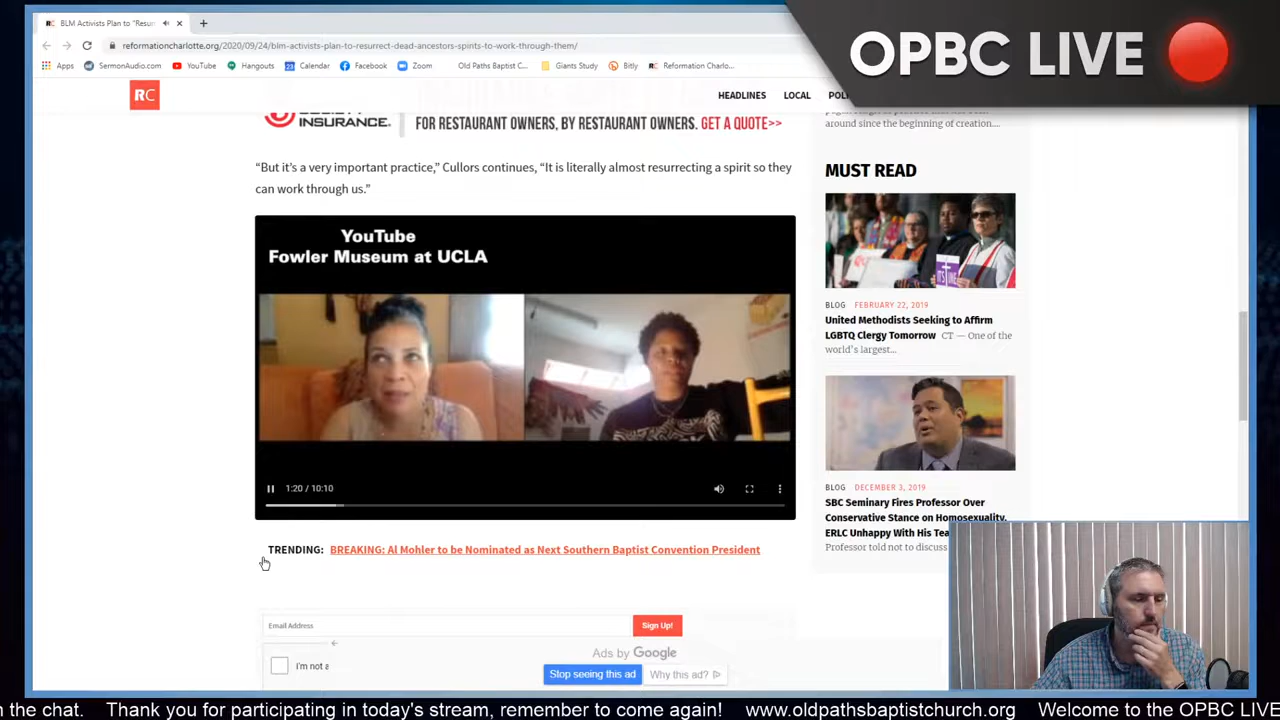 BLM Activists Plan to "Resur
OPBC LIVE
reformationcharlotte.org/2020/09/24/blm-activists-plan-to-resurrect-dead-ancestors-spints-to-work-through-them/
Apps SermonAudio.com YouTube Hangouts Calendar Facebook Zoom Old Paths Baptist C... Giants Study Bitly Reformation Charlo...
RC
HEADLINES LOCAL
INSURANCE.
FOR RESTAURANT OWNERS, BY RESTAURANT OWNERS. GET A QUOTE>>
around since the beginning of creation....
“But it’s a very important practice,” Cullors continues, “It is literally almost resurrecting a spirit so they
can work through us.”
MUST READ
YouTube
Fowler Museum at UCLA
1:20 / 10:10
BLOG FEBRUARY 22, 2019
United Methodists Seeking to Affirm
LGBTQ Clergy Tomorrow CT — One of the
world’s largest...
BLOG DECEMBER 3, 2019
SBC Seminary Fires Professor Over
Conservative Stance on Homosexuality,
ERLC Unhappy With His
Professor told not to discuss
TRENDING: BREAKING: Al Mohler to be Nominated as Next Southern Baptist Convention President
Email Address
Sign Up!
I'm not a
Ads by Google
Stop seeing this ad
Why this ad?
n the chat. Thank you for participating in today's stream, remember to come again! www.oldpathsbaptistchurch.org Welcome to the OPBC LIVE